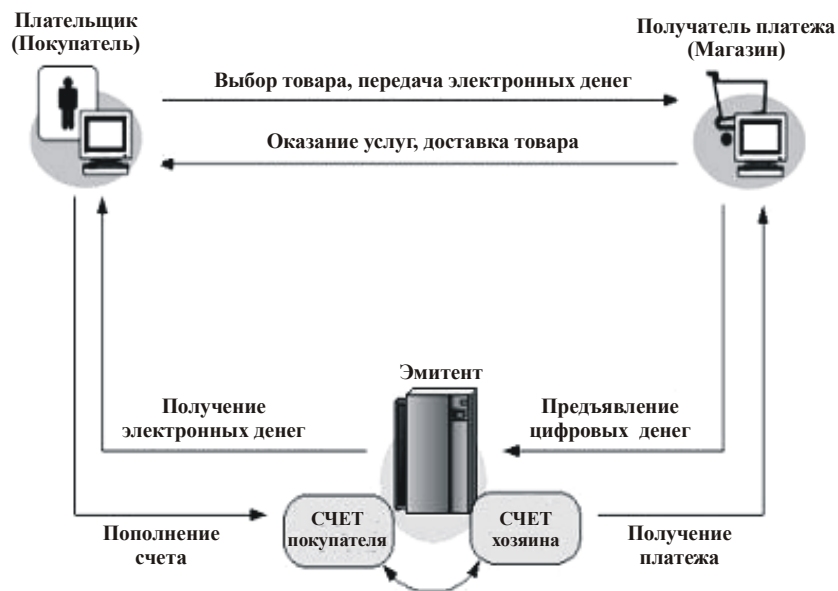 Плательщик
(Покупатель)
Получатель платежа
(Магазин)
Выбор товара, передача электронных денег
Оказание услуг, доставка товара
Эмитент
Получение
электронных денег
Предъявление
цифровых денег
Пополнение
счета
СЧЕТ
покупателя
СЧЕТ
хозяина
Получение
платежа